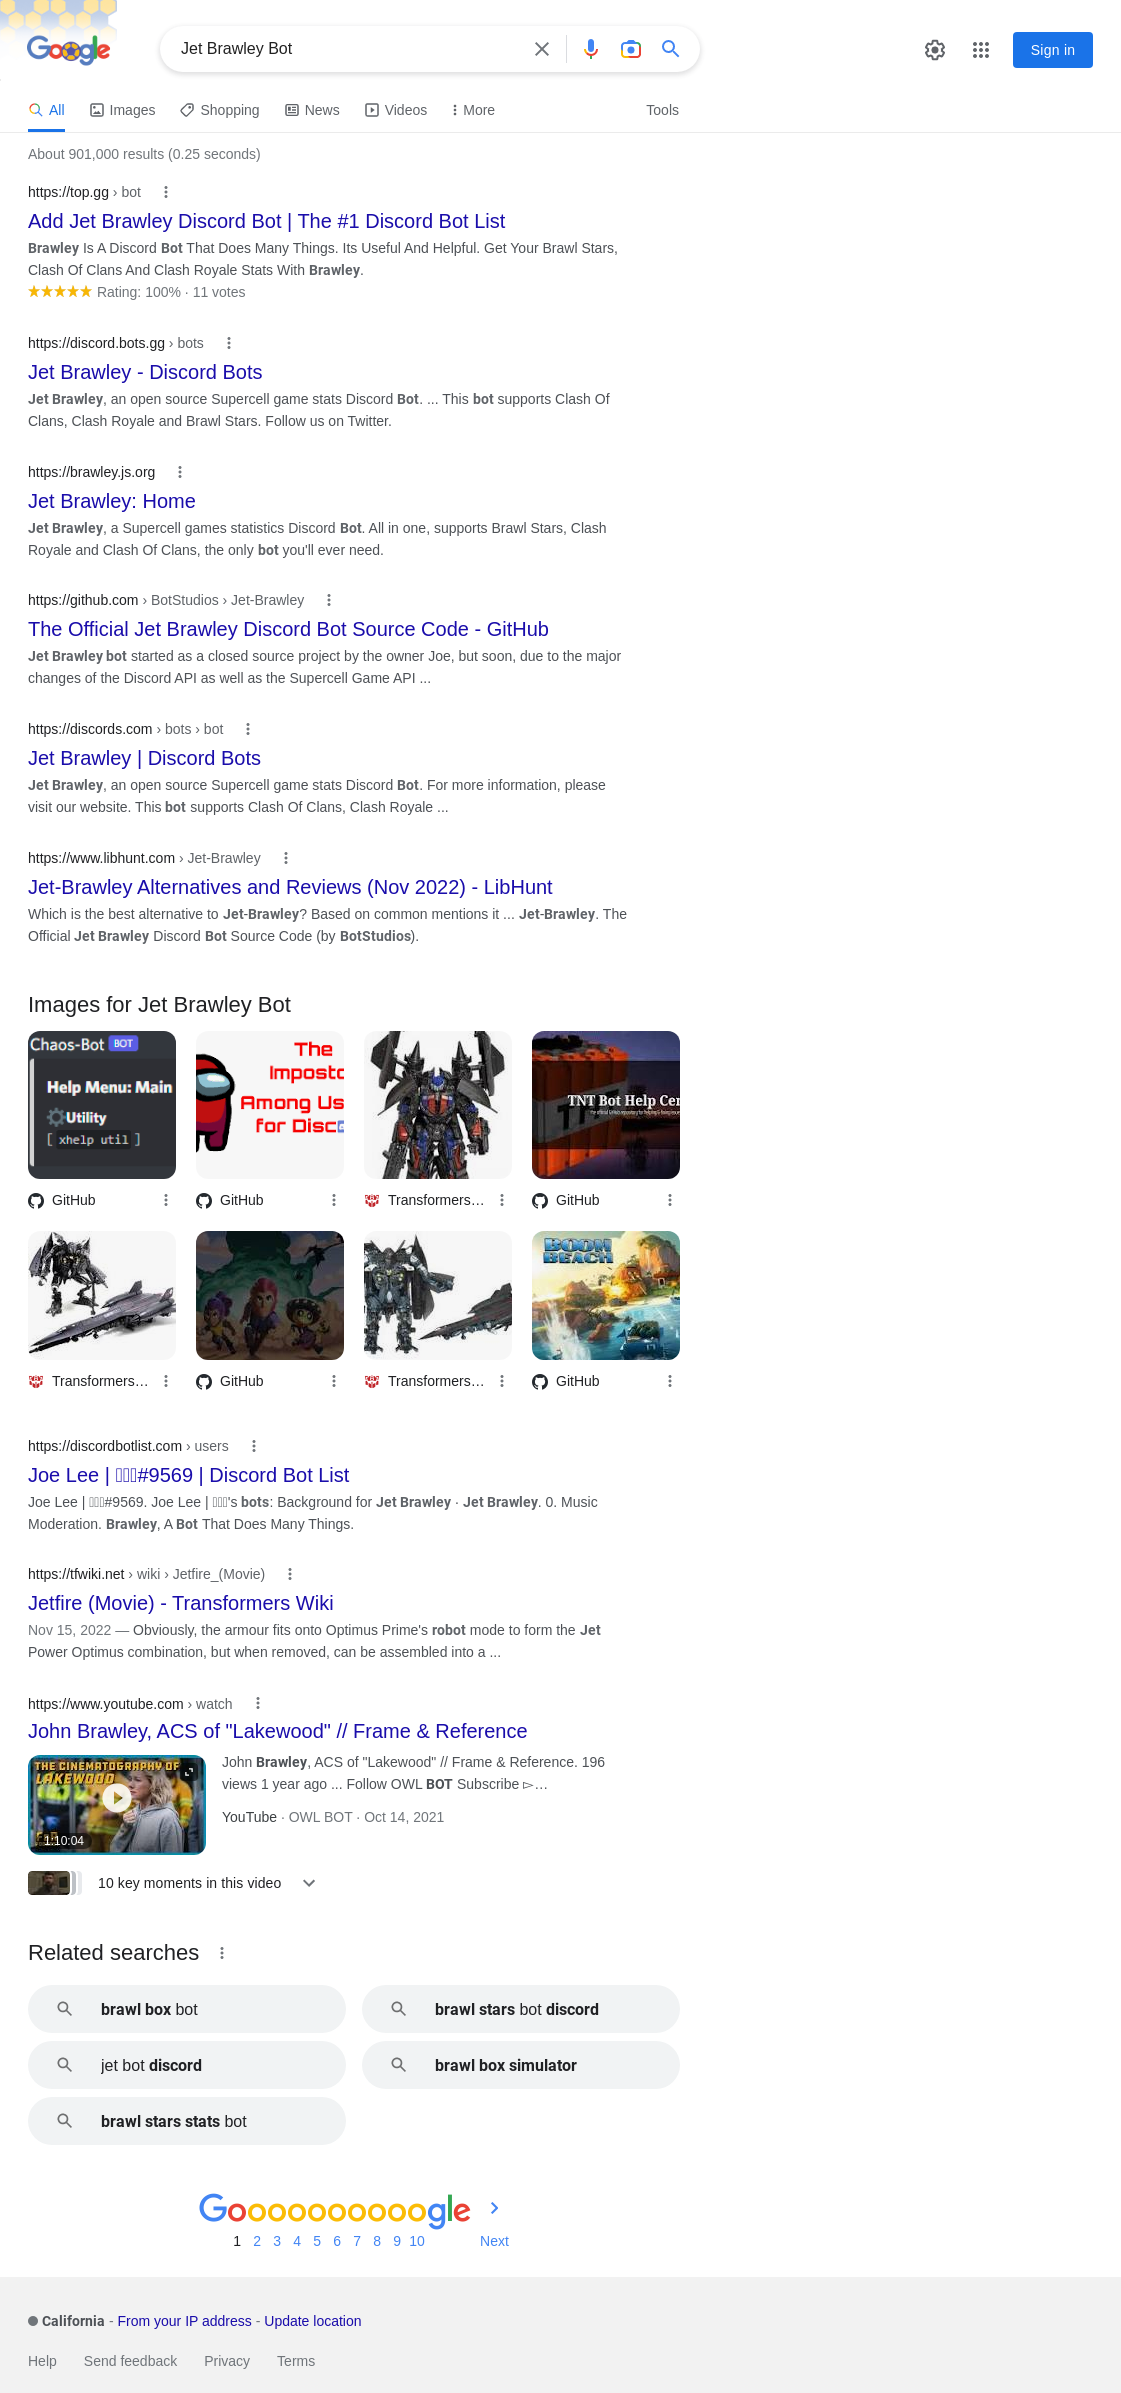 Google
Jet Brawley Bot
Sign in
All
Images
Shopping
News
Videos
More
Tools
About 901,000 results (0.25 seconds)
https://top.gg › bot
Add Jet Brawley Discord Bot | The #1 Discord Bot List
Brawley Is A Discord Bot That Does Many Things. Its Useful And Helpful. Get Your Brawl Stars,
Clash Of Clans And Clash Royale Stats With Brawley.
Rating: 100% · 11 votes
https://discord.bots.gg › bots
Jet Brawley - Discord Bots
Jet Brawley, an open source Supercell game stats Discord Bot. ... This bot supports Clash Of
Clans, Clash Royale and Brawl Stars. Follow us on Twitter.
https://brawley.js.org
Jet Brawley: Home
Jet Brawley, a Supercell games statistics Discord Bot. All in one, supports Brawl Stars, Clash
Royale and Clash Of Clans, the only bot you'll ever need.
https://github.com › BotStudios › Jet-Brawley
The Official Jet Brawley Discord Bot Source Code - GitHub
Jet Brawley bot started as a closed source project by the owner Joe, but soon, due to the major
changes of the Discord API as well as the Supercell Game API ...
https://discords.com › bots › bot
Jet Brawley | Discord Bots
Jet Brawley, an open source Supercell game stats Discord Bot. For more information, please
visit our website. This bot supports Clash Of Clans, Clash Royale ...
https://www.libhunt.com › Jet-Brawley
Jet-Brawley Alternatives and Reviews (Nov 2022) - LibHunt
Which is the best alternative to Jet-Brawley? Based on common mentions it ... Jet-Brawley. The
Official Jet Brawley Discord Bot Source Code (by BotStudios).
Images for Jet Brawley Bot
Chaos-Bot BOT
Help Menu: Main
Utility
[ xhelp util ]
The
Imposto
Among Us
for Disc
TNT Bot Help Cen
GitHub
GitHub
Transformers…
GitHub
BOOM
BEACH
Transformers…
GitHub
Transformers…
GitHub
https://discordbotlist.com › users
Joe Lee | #9569 | Discord Bot List
Joe Lee | #9569. Joe Lee | 's bots: Background for Jet Brawley · Jet Brawley. 0. Music
Moderation. Brawley, A Bot That Does Many Things.
https://tfwiki.net › wiki › Jetfire_(Movie)
Jetfire (Movie) - Transformers Wiki
Nov 15, 2022 — Obviously, the armour fits onto Optimus Prime's robot mode to form the Jet
Power Optimus combination, but when removed, can be assembled into a ...
https://www.youtube.com › watch
John Brawley, ACS of "Lakewood" // Frame & Reference
THE CINEMATOGRAPHY OF
LAKEWOOD
1:10:04
John Brawley, ACS of "Lakewood" // Frame & Reference. 196
views 1 year ago ... Follow OWL BOT Subscribe ▻…
YouTube · OWL BOT · Oct 14, 2021
10 key moments in this video
Related searches
brawl box bot
brawl stars bot discord
jet bot discord
brawl box simulator
brawl stars stats bot
Goooooooooogle
1 2 3 4 5 6 7 8 9 10 Next
California - From your IP address - Update location
Help Send feedback Privacy Terms